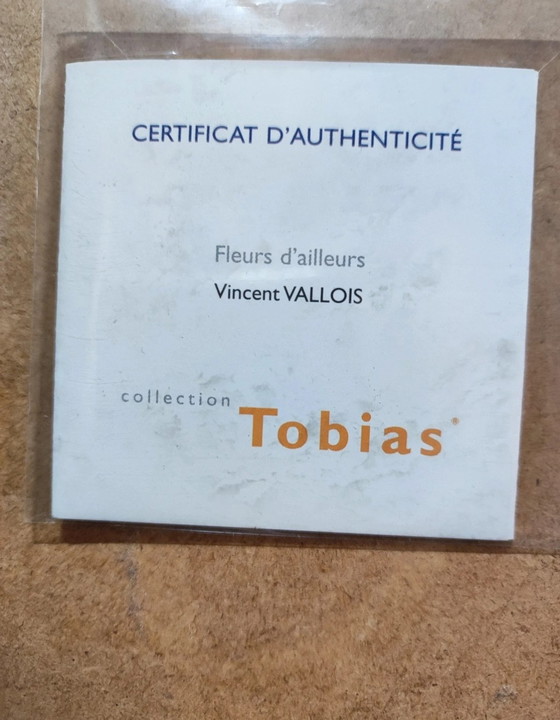 CERTIFICAT D'AUTHENTICITÉ
Fleurs d'ailleurs
Vincent VALLOIS
collection
Tobias®